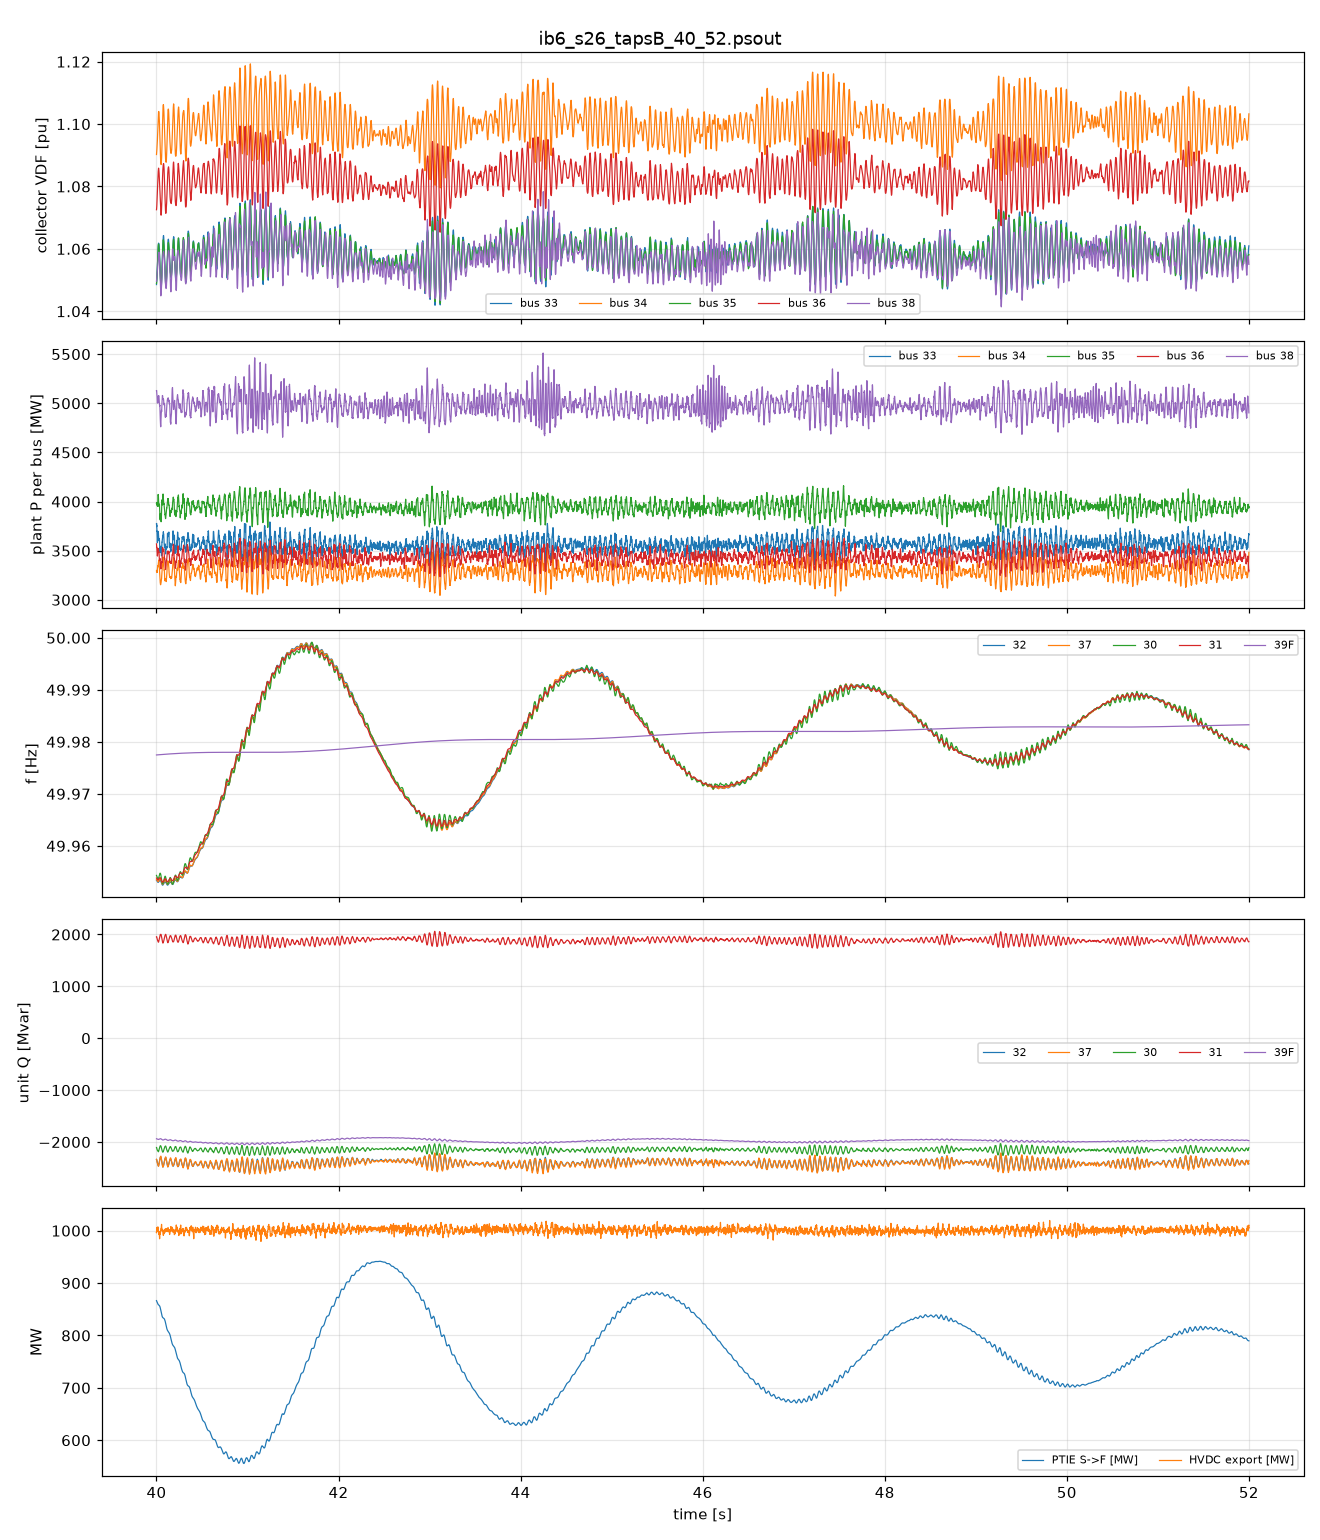 ib6_s26_tapsB_40_52.psout
collector VDF [pu]
1.12
1.10
1.08
1.06
1.04
bus 33 bus 34 bus 35 bus 36 bus 38
plant P per bus [MW]
5500
5000
4500
4000
3500
3000
bus 33 bus 34 bus 35 bus 36 bus 38
f [Hz]
50.00
49.99
49.98
49.97
49.96
32 37 30 31 39F
unit Q [Mvar]
2000
1000
0
−1000
−2000
32 37 30 31 39F
MW
1000
900
800
700
600
PTIE S->F [MW] HVDC export [MW]
40 42 44 46 48 50 52
time [s]